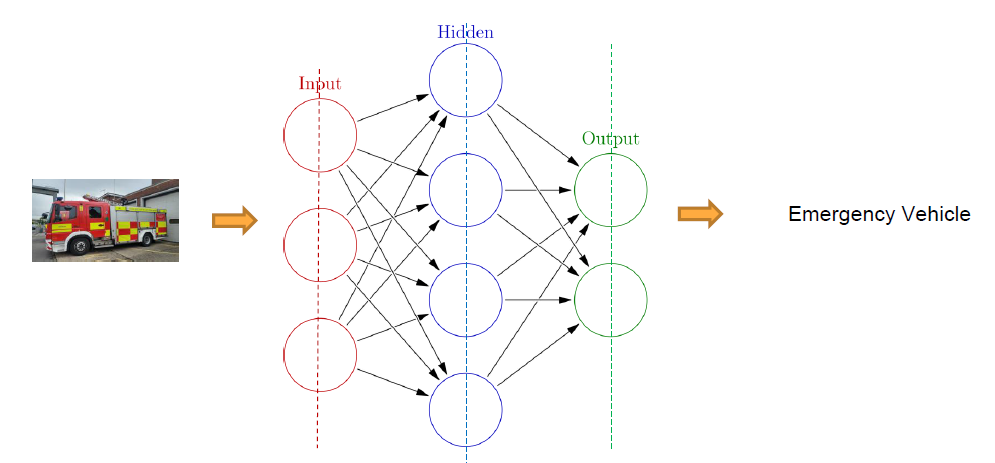 Hidden
Input
Output
Emergency Vehicle